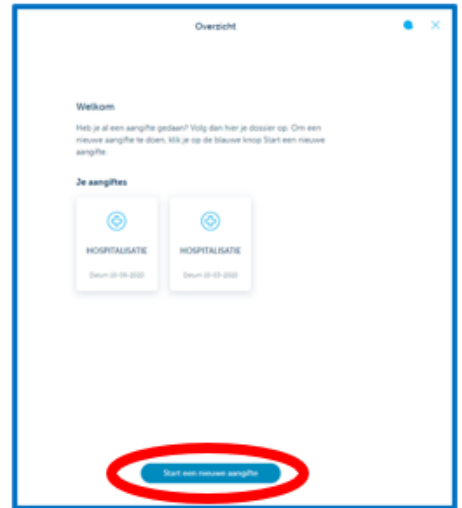 Overzicht
Welkom
Heb je al een aangifte gedaan? Volg dan hier je dossier op. Om een
nieuwe aangifte te doen, klik je op de blauwe knop Start een nieuwe
aangifte.
Je aangiftes
HOSPITALISATIE HOSPITALISATIE
Datum Datum
Start een nieuwe aangifte